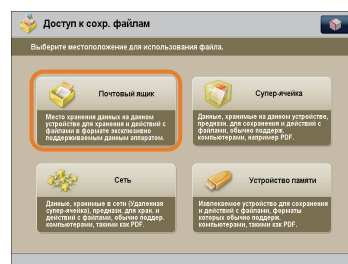 Доступ к сохр. файлам
Выберите местоположение для использования файла.
Почтовый ящик
Место хранения данных на данном
устройстве для хранения и действий с
файлами в формате эксклюзивно
поддерживаемым данным аппаратом.
Супер-ячейка
Данные, хранимые на данном устройстве,
предназн. для сохранения и действий с
файлами, обычно поддерж.
компьютерами, например PDF.
Сеть
Данные, хранимые в сети (Удаленная
супер-ячейка), предназн. для хран. и
действий с файлами, обычно поддер.
компьютерами, такими как PDF.
Устройство памяти
Извлекаемое устройство для сохранения
и действий с файлами, форматы
которых обычно поддерж.
компьютерами, такими как PDF.